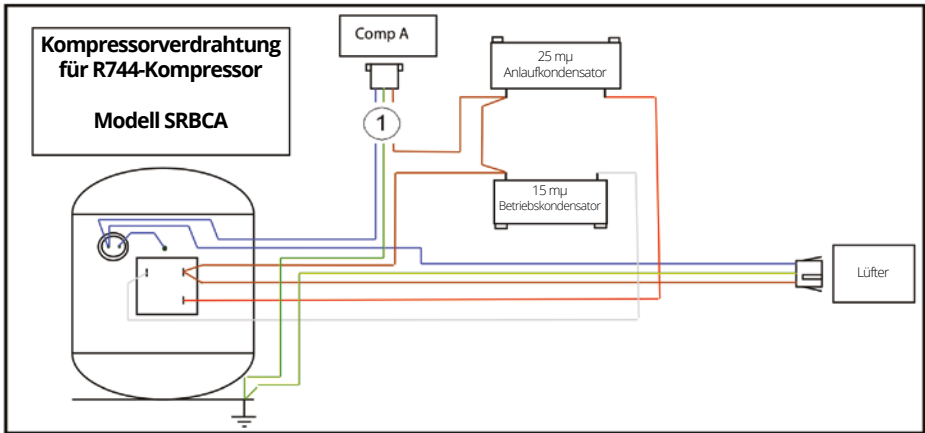 Kompressorverdrahtung
für R744-Kompressor
Modell SRBCA
Comp A
1
25 mµ
Anlaufkondensator
15 mµ
Betriebskondensator
Lüfter